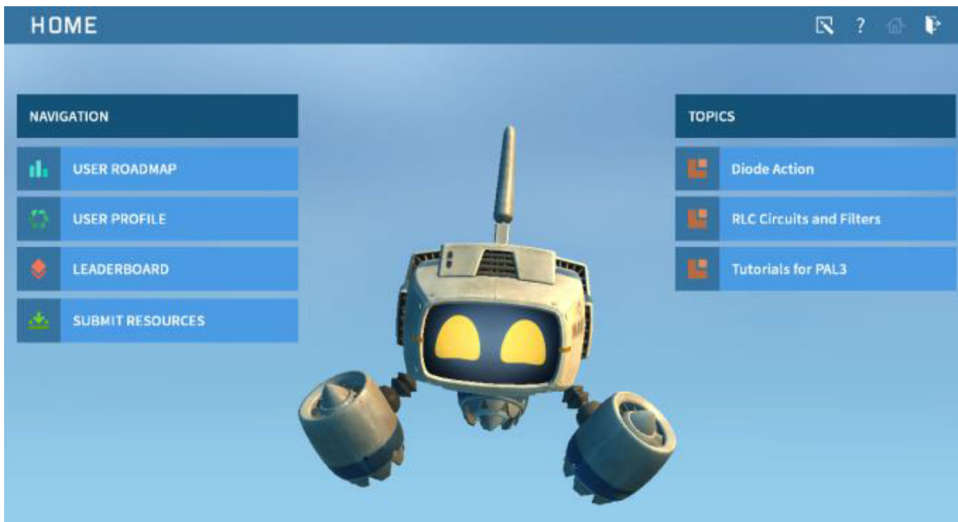 HOME
?
NAVIGATION
USER ROADMAP
USER PROFILE
LEADERBOARD
SUBMIT RESOURCES
TOPICS
Diode Action
RLC Circuits and Filters
Tutorials for PAL3